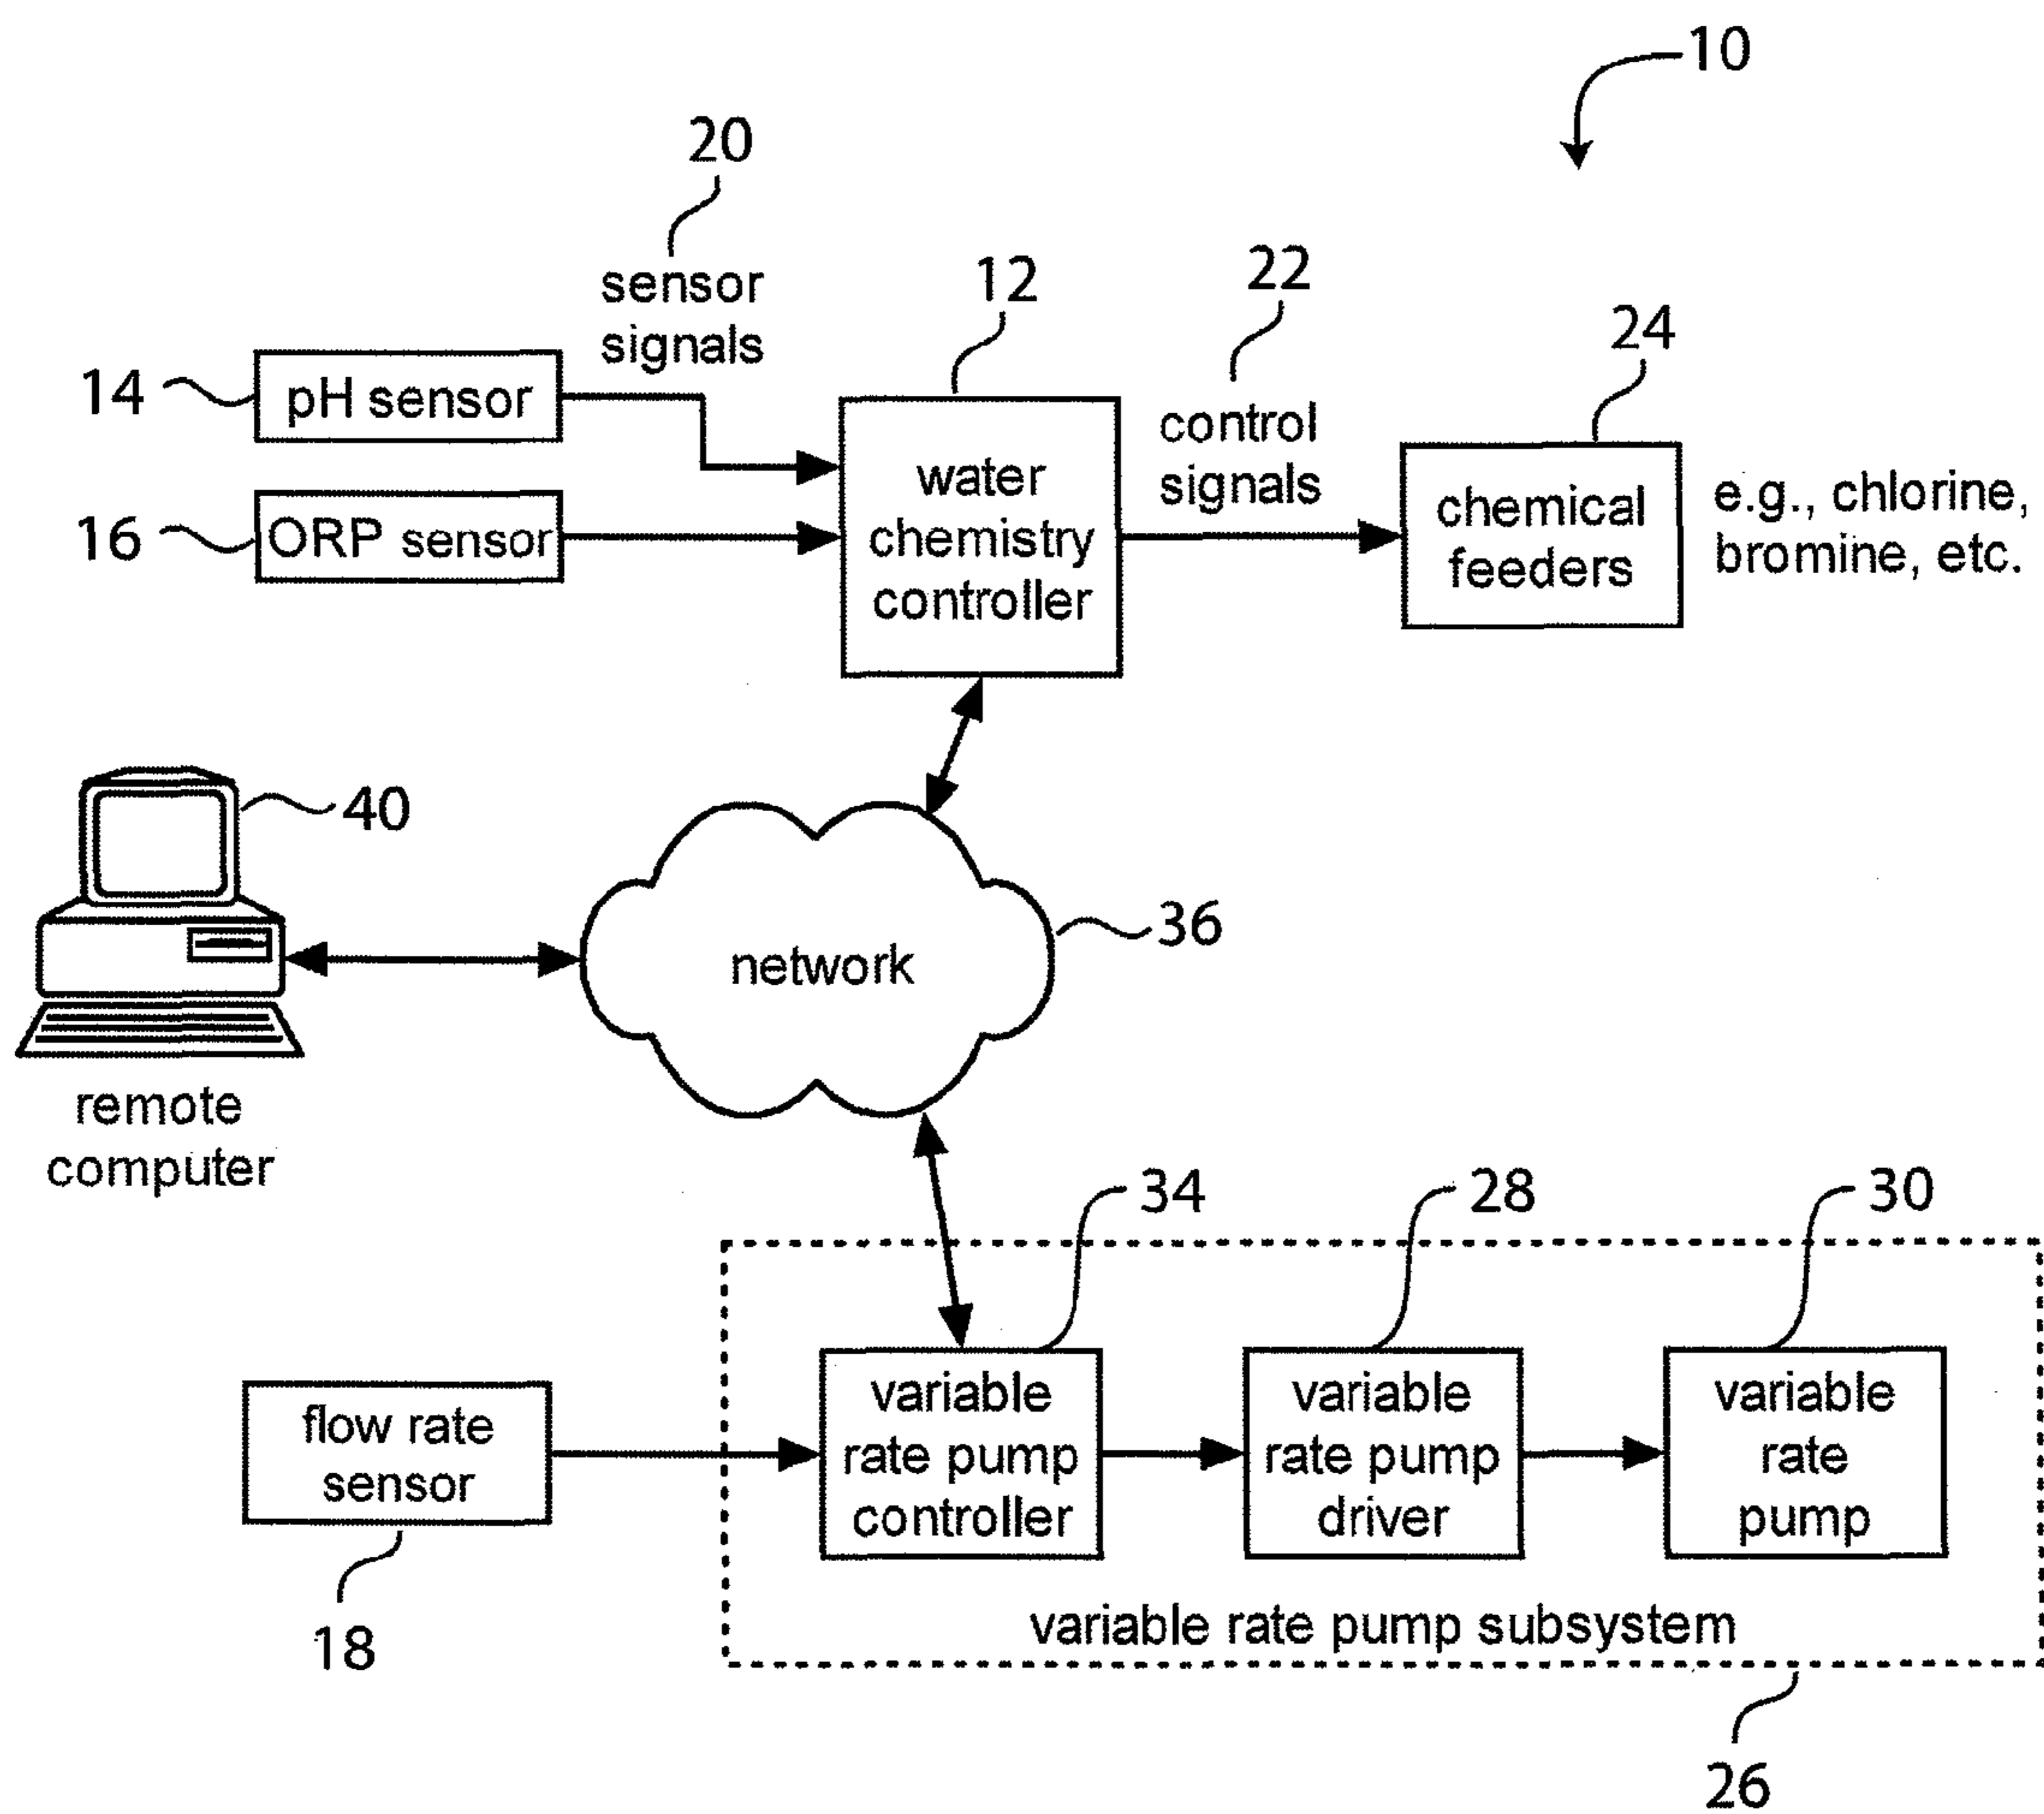 10
20
sensor
signals
12
22
24
14
pH sensor
control
signals
water
chemistry
controller
chemical
feeders
e.g., chlorine,
bromine, etc.
16
ORP sensor
40
36
network
remote
computer
34
28
30
flow rate
sensor
variable
rate pump
controller
variable
rate pump
driver
variable
rate
pump
18
variable rate pump subsystem
26